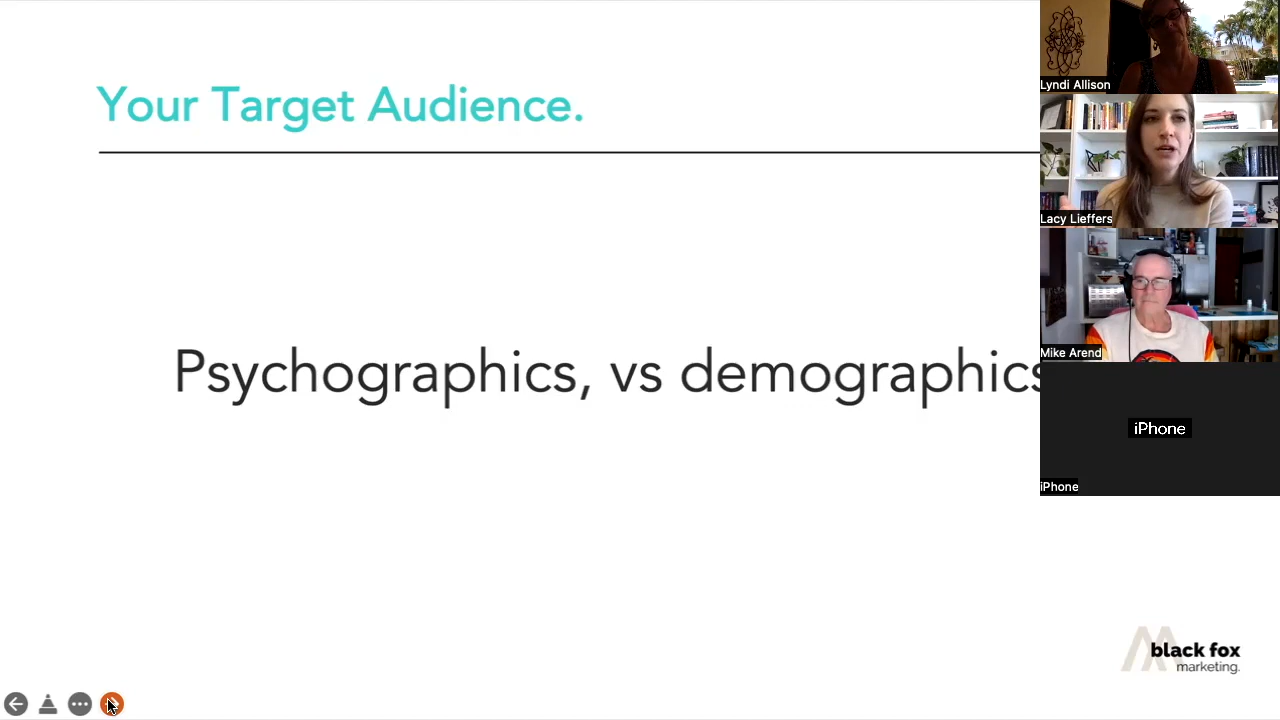 Your Target Audience.
Psychographics, vs demographics
black fox
marketing.
Lyndi Allison
Lacy Lieffers
Mike Arend
iPhone
iPhone